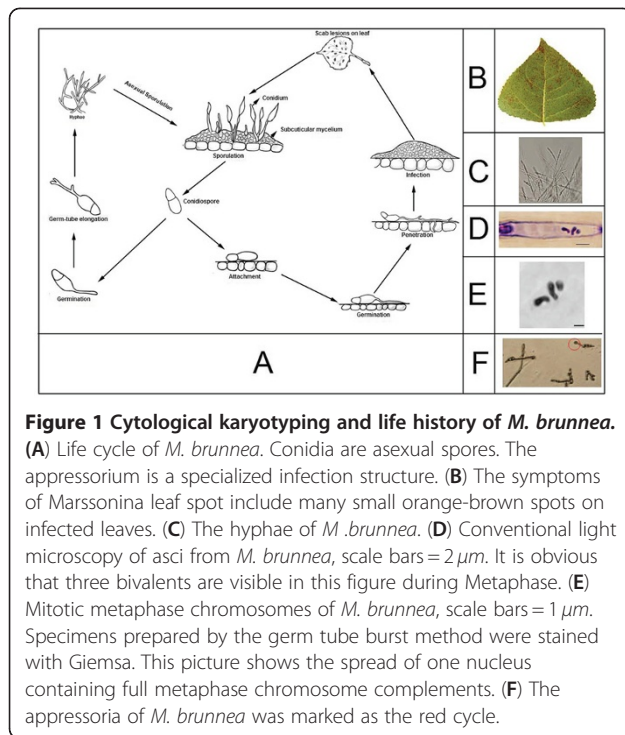 Scab lesions on leaf
Asexual Sporulation
Hyphae
Conidium
Subcuticular mycelium
Sporulation
Infection
Germ-tube elongation
Conidiospore
Penetration
Attachment
Germination
Germination
A
B
C
D
E
F
Figure 1 Cytological karyotyping and life history of M. brunnea.
(A) Life cycle of M. brunnea. Conidia are asexual spores. The
appressorium is a specialized infection structure. (B) The symptoms
of Marssonina leaf spot include many small orange-brown spots on
infected leaves. (C) The hyphae of M .brunnea. (D) Conventional light
microscopy of asci from M. brunnea, scale bars = 2 μm. It is obvious
that three bivalents are visible in this figure during Metaphase. (E)
Mitotic metaphase chromosomes of M. brunnea, scale bars = 1 μm.
Specimens prepared by the germ tube burst method were stained
with Giemsa. This picture shows the spread of one nucleus
containing full metaphase chromosome complements. (F) The
appressoria of M. brunnea was marked as the red cycle.